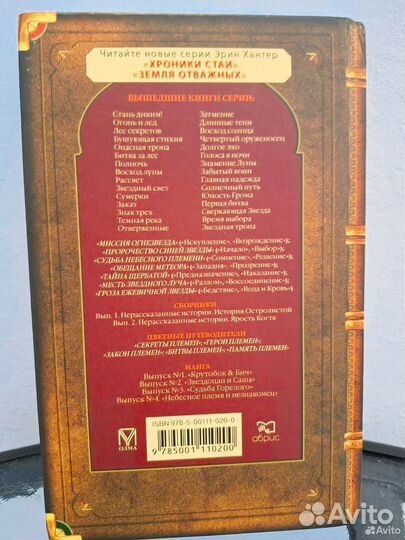 Читайте новые серии Эрин Хантер
«ХРОНИКИ СТАИ»
«ЗЕМЛЯ ОТВАЖНЫХ»
ВЫШЕДШИЕ КНИГИ СЕРИИ:
Стань диким!
Огонь и лед
Лес секретов
Бушующая стихия
Опасная тропа
Битва за лес
Полночь
Восход луны
Рассвет
Звездный свет
Сумерки
Закат
Знак трех
Темная река
Отверженные
Затмение
Длинные тени
Восход солнца
Четвертый оруженосец
Долгое эхо
Голоса в ночи
Знамение Луны
Забытый воин
Главная надежда
Солнечный путь
Юность Грома
Первая битва
Сверкающая Звезда
Время выбора
Звездная тропа
«МИССИЯ ОГНЕЗВЕЗДА» («Искупление», «Возрождение»);
«ПРОРОЧЕСТВО СИНЕЙ ЗВЕЗДЫ» («Начало», «Выбор»);
«СУДЬБА НЕБЕСНОГО ПЛЕМЕНИ» («Сомнение», «Решение»);
«ОБЕЩАНИЕ МЕТЕОРА» («Западня», «Прозрение»);
«ТАЙНА ЩЕРБАТОЙ» («Предназначение», «Наказание»);
«МЕСТЬ ЗВЕЗДНОГО ЛУЧА» («Разлом», «Воссоединение»);
«ГРОЗА ЕЖЕВИЧНОЙ ЗВЕЗДЫ» («Бедствие», «Вода и Кровь»)
СБОРНИКИ
Вып. 1. Нерассказанные истории. История Остролистой
Вып. 2. Нерассказанные истории. Ярость Когтя
ЦВЕТНЫЕ ПУТЕВОДИТЕЛИ
«СЕКРЕТЫ ПЛЕМЕН»; «ГЕРОИ ПЛЕМЕН»;
«ЗАКОН ПЛЕМЕН»; «БИТВЫ ПЛЕМЕН»; «ПАМЯТЬ ПЛЕМЕН»
МАНГА
Выпуск №1. «Крутобок & Бич»
Выпуск №2. «Звездоцап и Саша»
Выпуск №3. «Судьба Горелого»
Выпуск №4. «Небесное племя и незнакомец»
ОЛМА
ISBN 978-5-00111-020-0
9 785001 110200
абрис
Avito
Avito